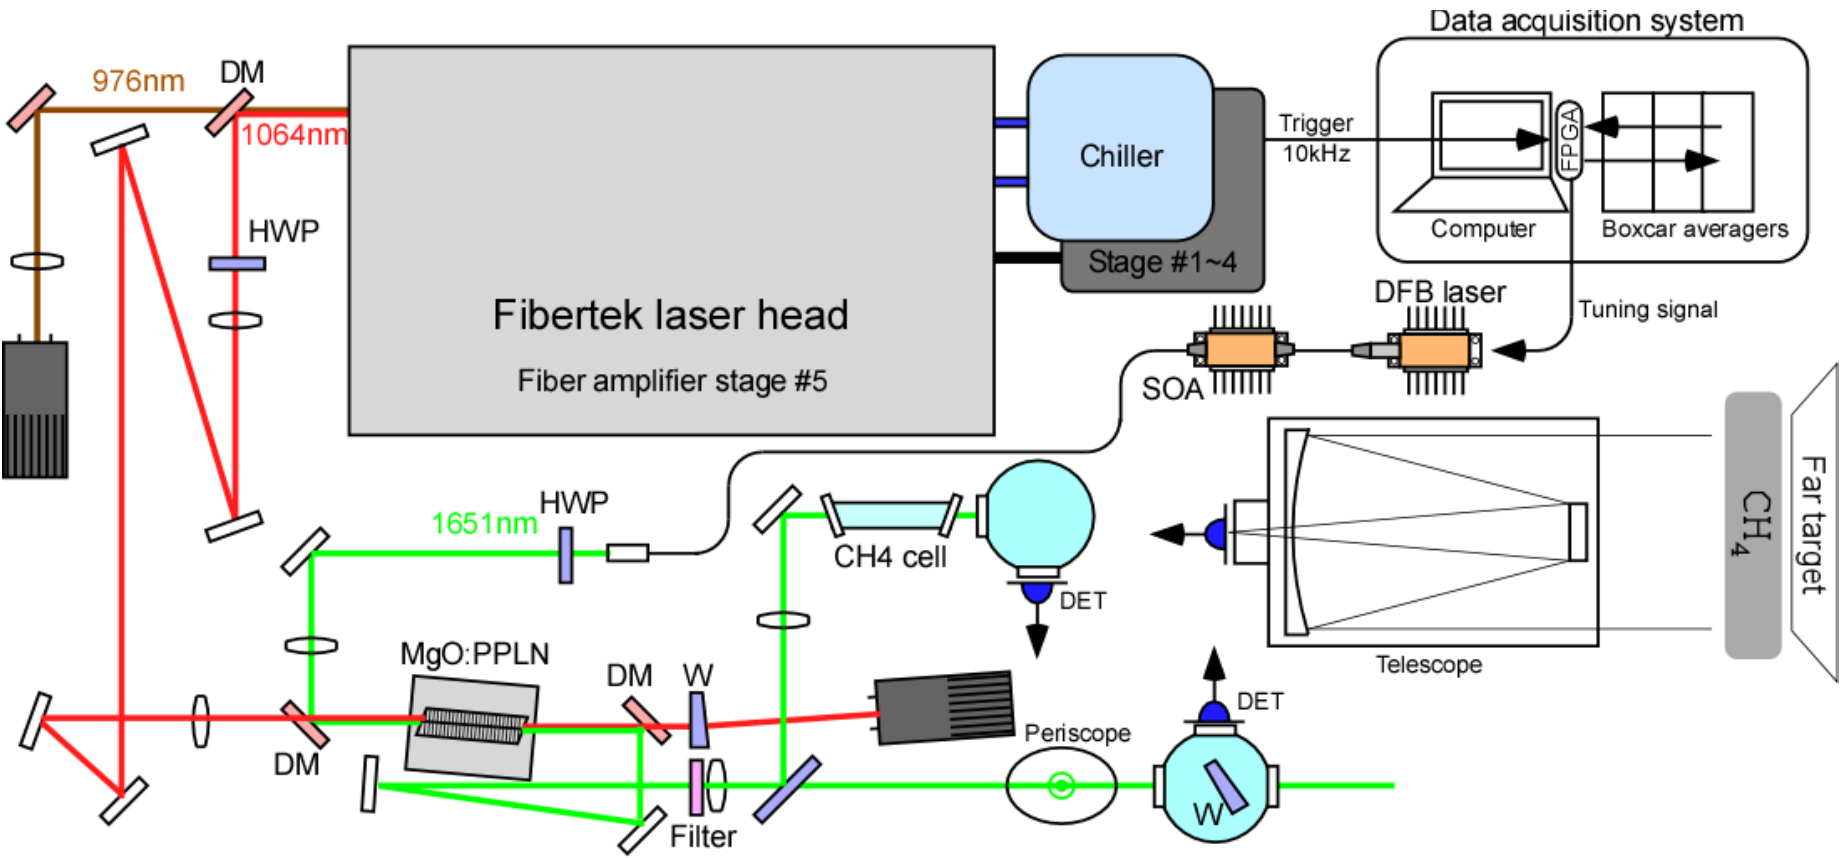 Data acquisition system
976nm
DM
1064nm
Chiller
Trigger
10kHz
FPGA
HWP
Computer
Boxcar averagers
Stage #1~4
Fibertek laser head
DFB laser
Tuning signal
Fiber amplifier stage #5
SOA
1651nm
HWP
CH4 cell
DET
CH4
Far target
MgO:PPLN
DM
W
Telescope
DET
Periscope
DM
W
Filter